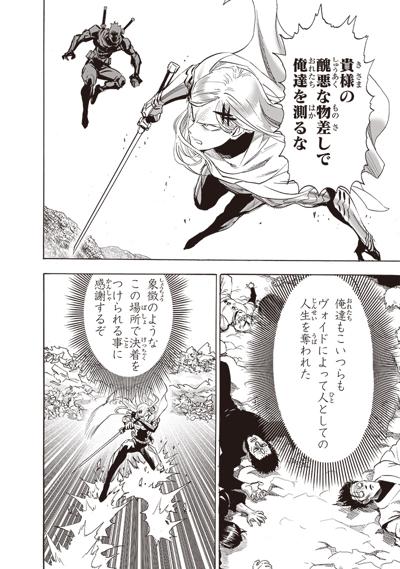 貴様の
醜悪な物差しで
俺達を測るな
俺達もこいつらも
ヴォイドによって人としての
人生を奪われた
象徴のような
この場所で決着を
つけられる事に
感謝するぞ